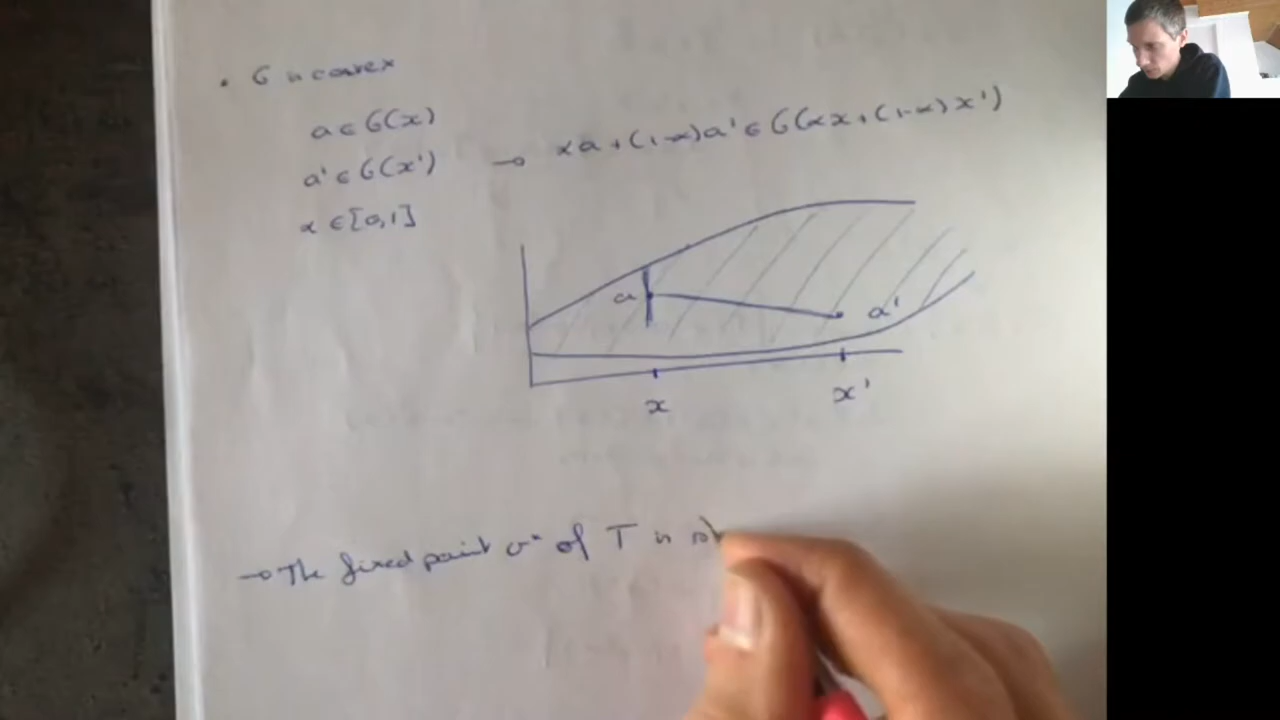 • G is convex
a ∈ G(x)
a' ∈ G(x') → αa + (1-α)a' ∈ G(αx + (1-α)x')
α ∈ [0,1]
a
a'
x
x'
→ The fixed point v* of T is